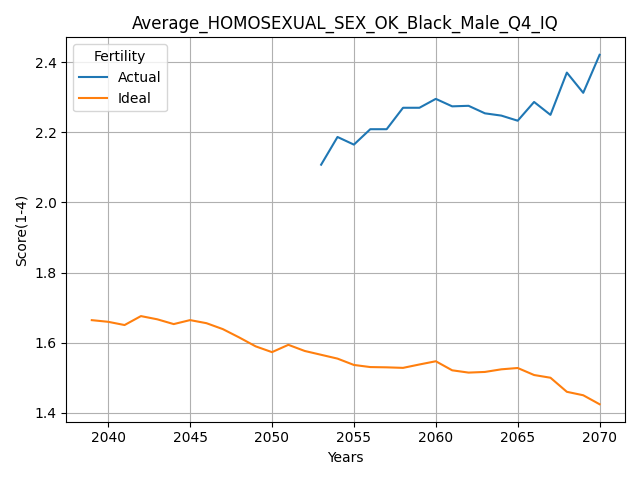 Average_HOMOSEXUAL_SEX_OK_Black_Male_Q4_IQ
Fertility
Actual
Ideal
Score(1-4)
2.4
2.2
2.0
1.8
1.6
1.4
2040 2045 2050 2055 2060 2065 2070
Years